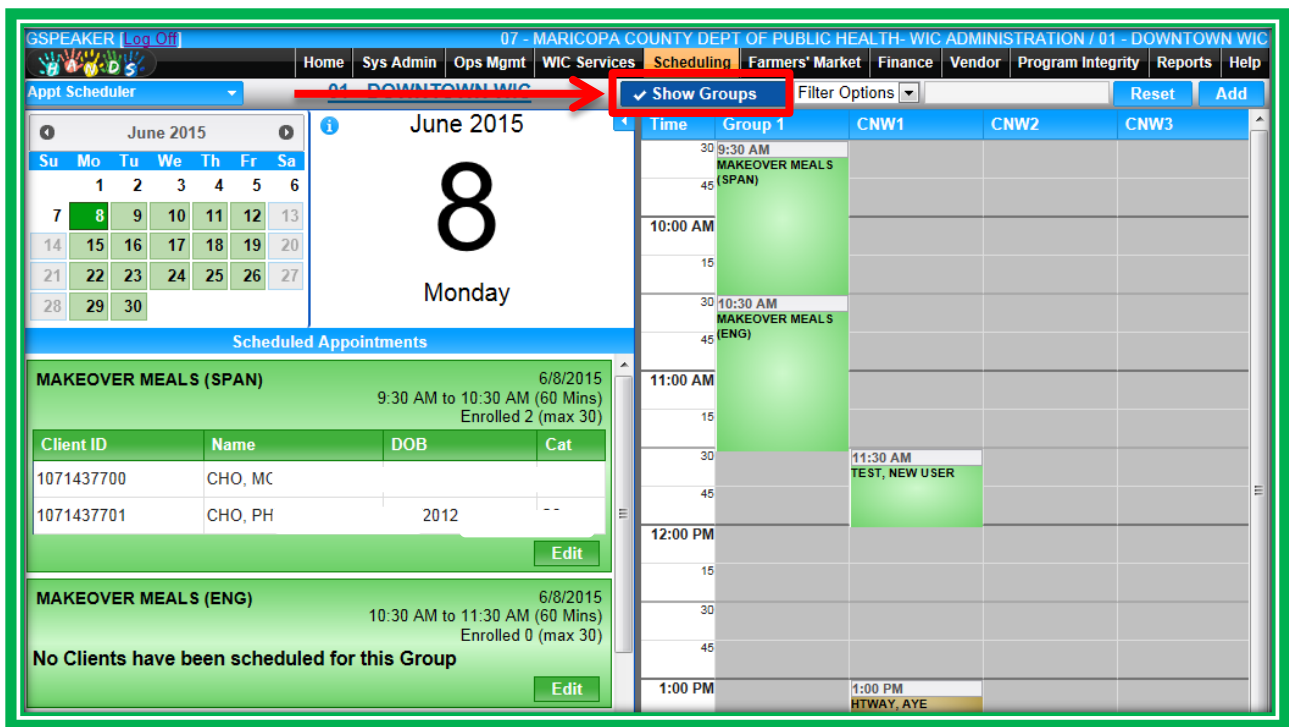 GSPEAKER [Log Off] 07 - MARICOPA COUNTY DEPT OF PUBLIC HEALTH- WIC ADMINISTRATION / 01 - DOWNTOWN WIC
HANDS Home Sys Admin Ops Mgmt WIC Services Scheduling Farmers' Market Finance Vendor Program Integrity Reports Help
Appt Scheduler 01 - DOWNTOWN WIC ✓ Show Groups Filter Options Reset Add
June 2015
Su Mo Tu We Th Fr Sa
1 2 3 4 5 6
7 8 9 10 11 12 13
14 15 16 17 18 19 20
21 22 23 24 25 26 27
28 29 30
June 2015
8
Monday
Scheduled Appointments
MAKEOVER MEALS (SPAN) 6/8/2015
9:30 AM to 10:30 AM (60 Mins)
Enrolled 2 (max 30)
Client ID Name DOB Cat
1071437700 CHO, MC
1071437701 CHO, PH 2012
Edit
MAKEOVER MEALS (ENG) 6/8/2015
10:30 AM to 11:30 AM (60 Mins)
Enrolled 0 (max 30)
No Clients have been scheduled for this Group
Edit
Time Group 1 CNW1 CNW2 CNW3
30 9:30 AM
MAKEOVER MEALS
45 (SPAN)
10:00 AM
15
30 10:30 AM
MAKEOVER MEALS
45 (ENG)
11:00 AM
15
30 11:30 AM
TEST, NEW USER
45
12:00 PM
15
30
45
1:00 PM 1:00 PM
HTWAY, AYE